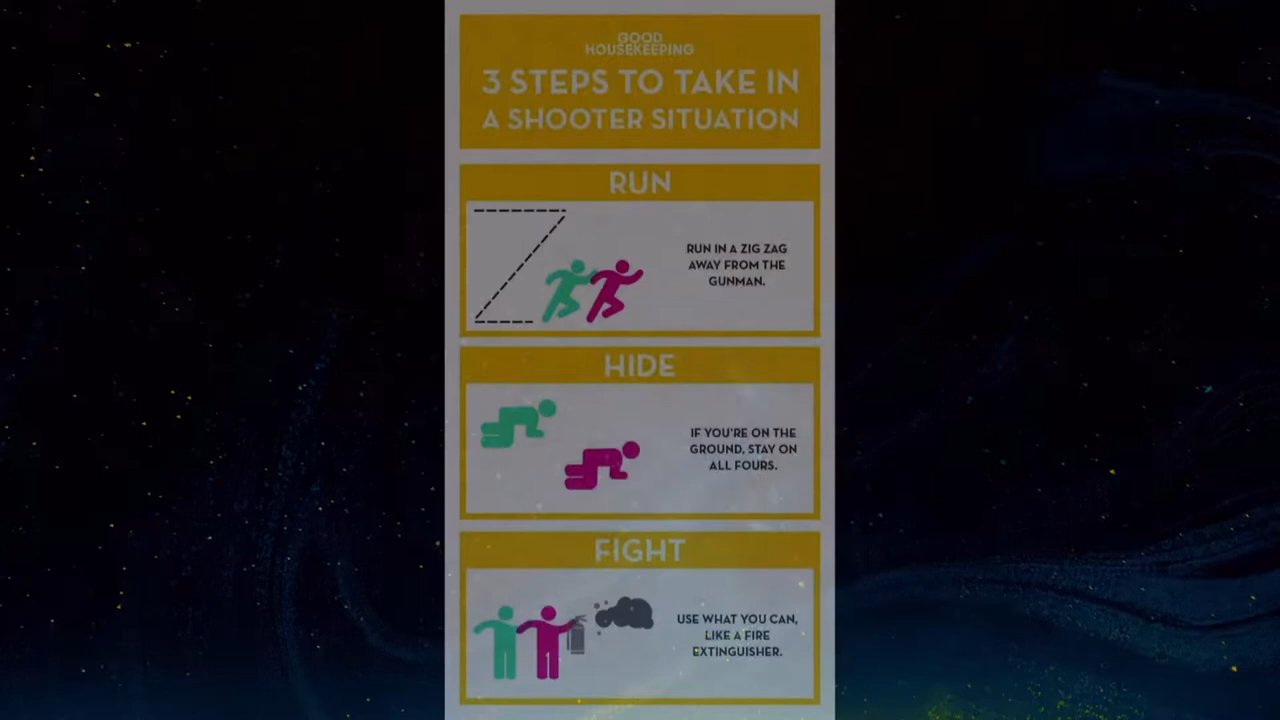 GOOD
HOUSEKEEPING
3 STEPS TO TAKE IN
A SHOOTER SITUATION
RUN
RUN IN A ZIG ZAG
AWAY FROM THE
GUNMAN.
HIDE
IF YOU'RE ON THE
GROUND, STAY ON
ALL FOURS.
FIGHT
USE WHAT YOU CAN,
LIKE A FIRE
EXTINGUISHER.